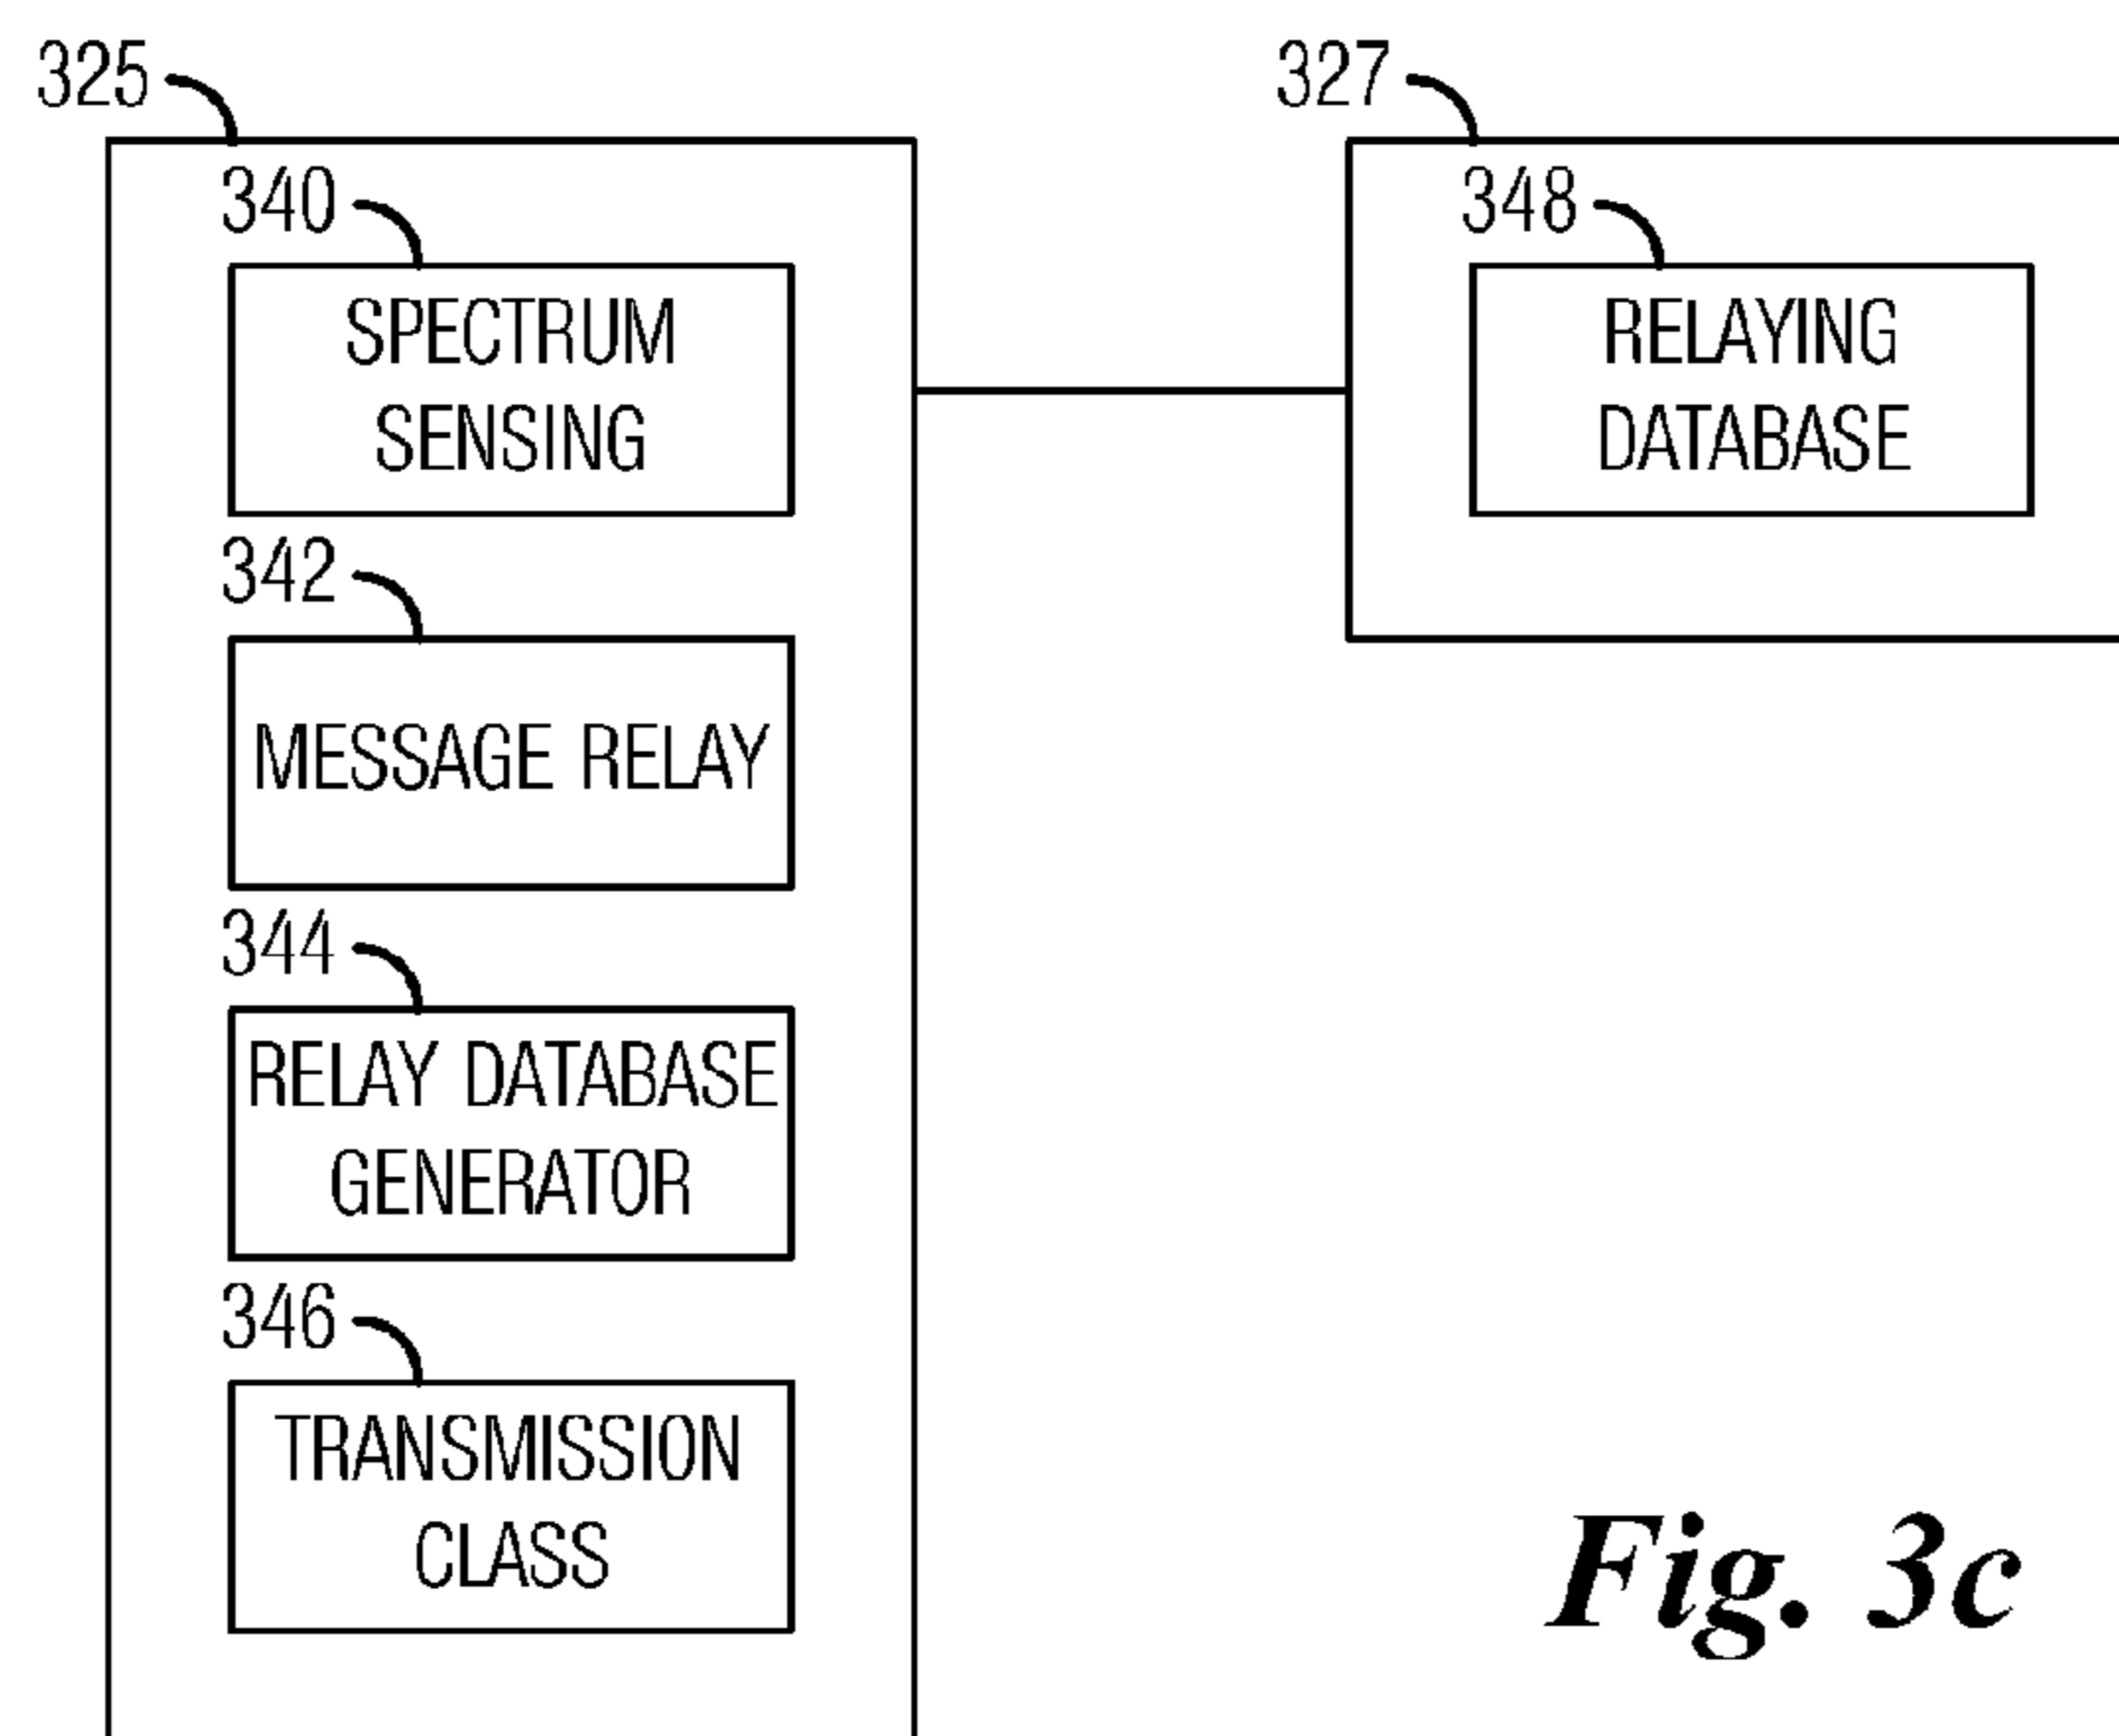 325
340
SPECTRUM
SENSING
342
MESSAGE RELAY
344
RELAY DATABASE
GENERATOR
346
TRANSMISSION
CLASS
327
348
RELAYING
DATABASE
Fig. 3c